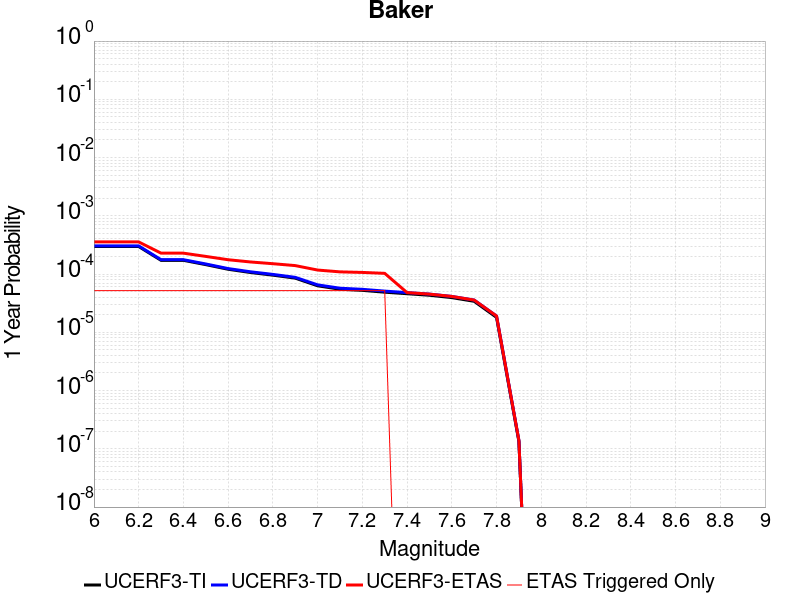 Baker
1 Year Probability
10^0
10^-1
10^-2
10^-3
10^-4
10^-5
10^-6
10^-7
10^-8
6 6.2 6.4 6.6 6.8 7 7.2 7.4 7.6 7.8 8 8.2 8.4 8.6 8.8 9
Magnitude
UCERF3-TI UCERF3-TD UCERF3-ETAS ETAS Triggered Only